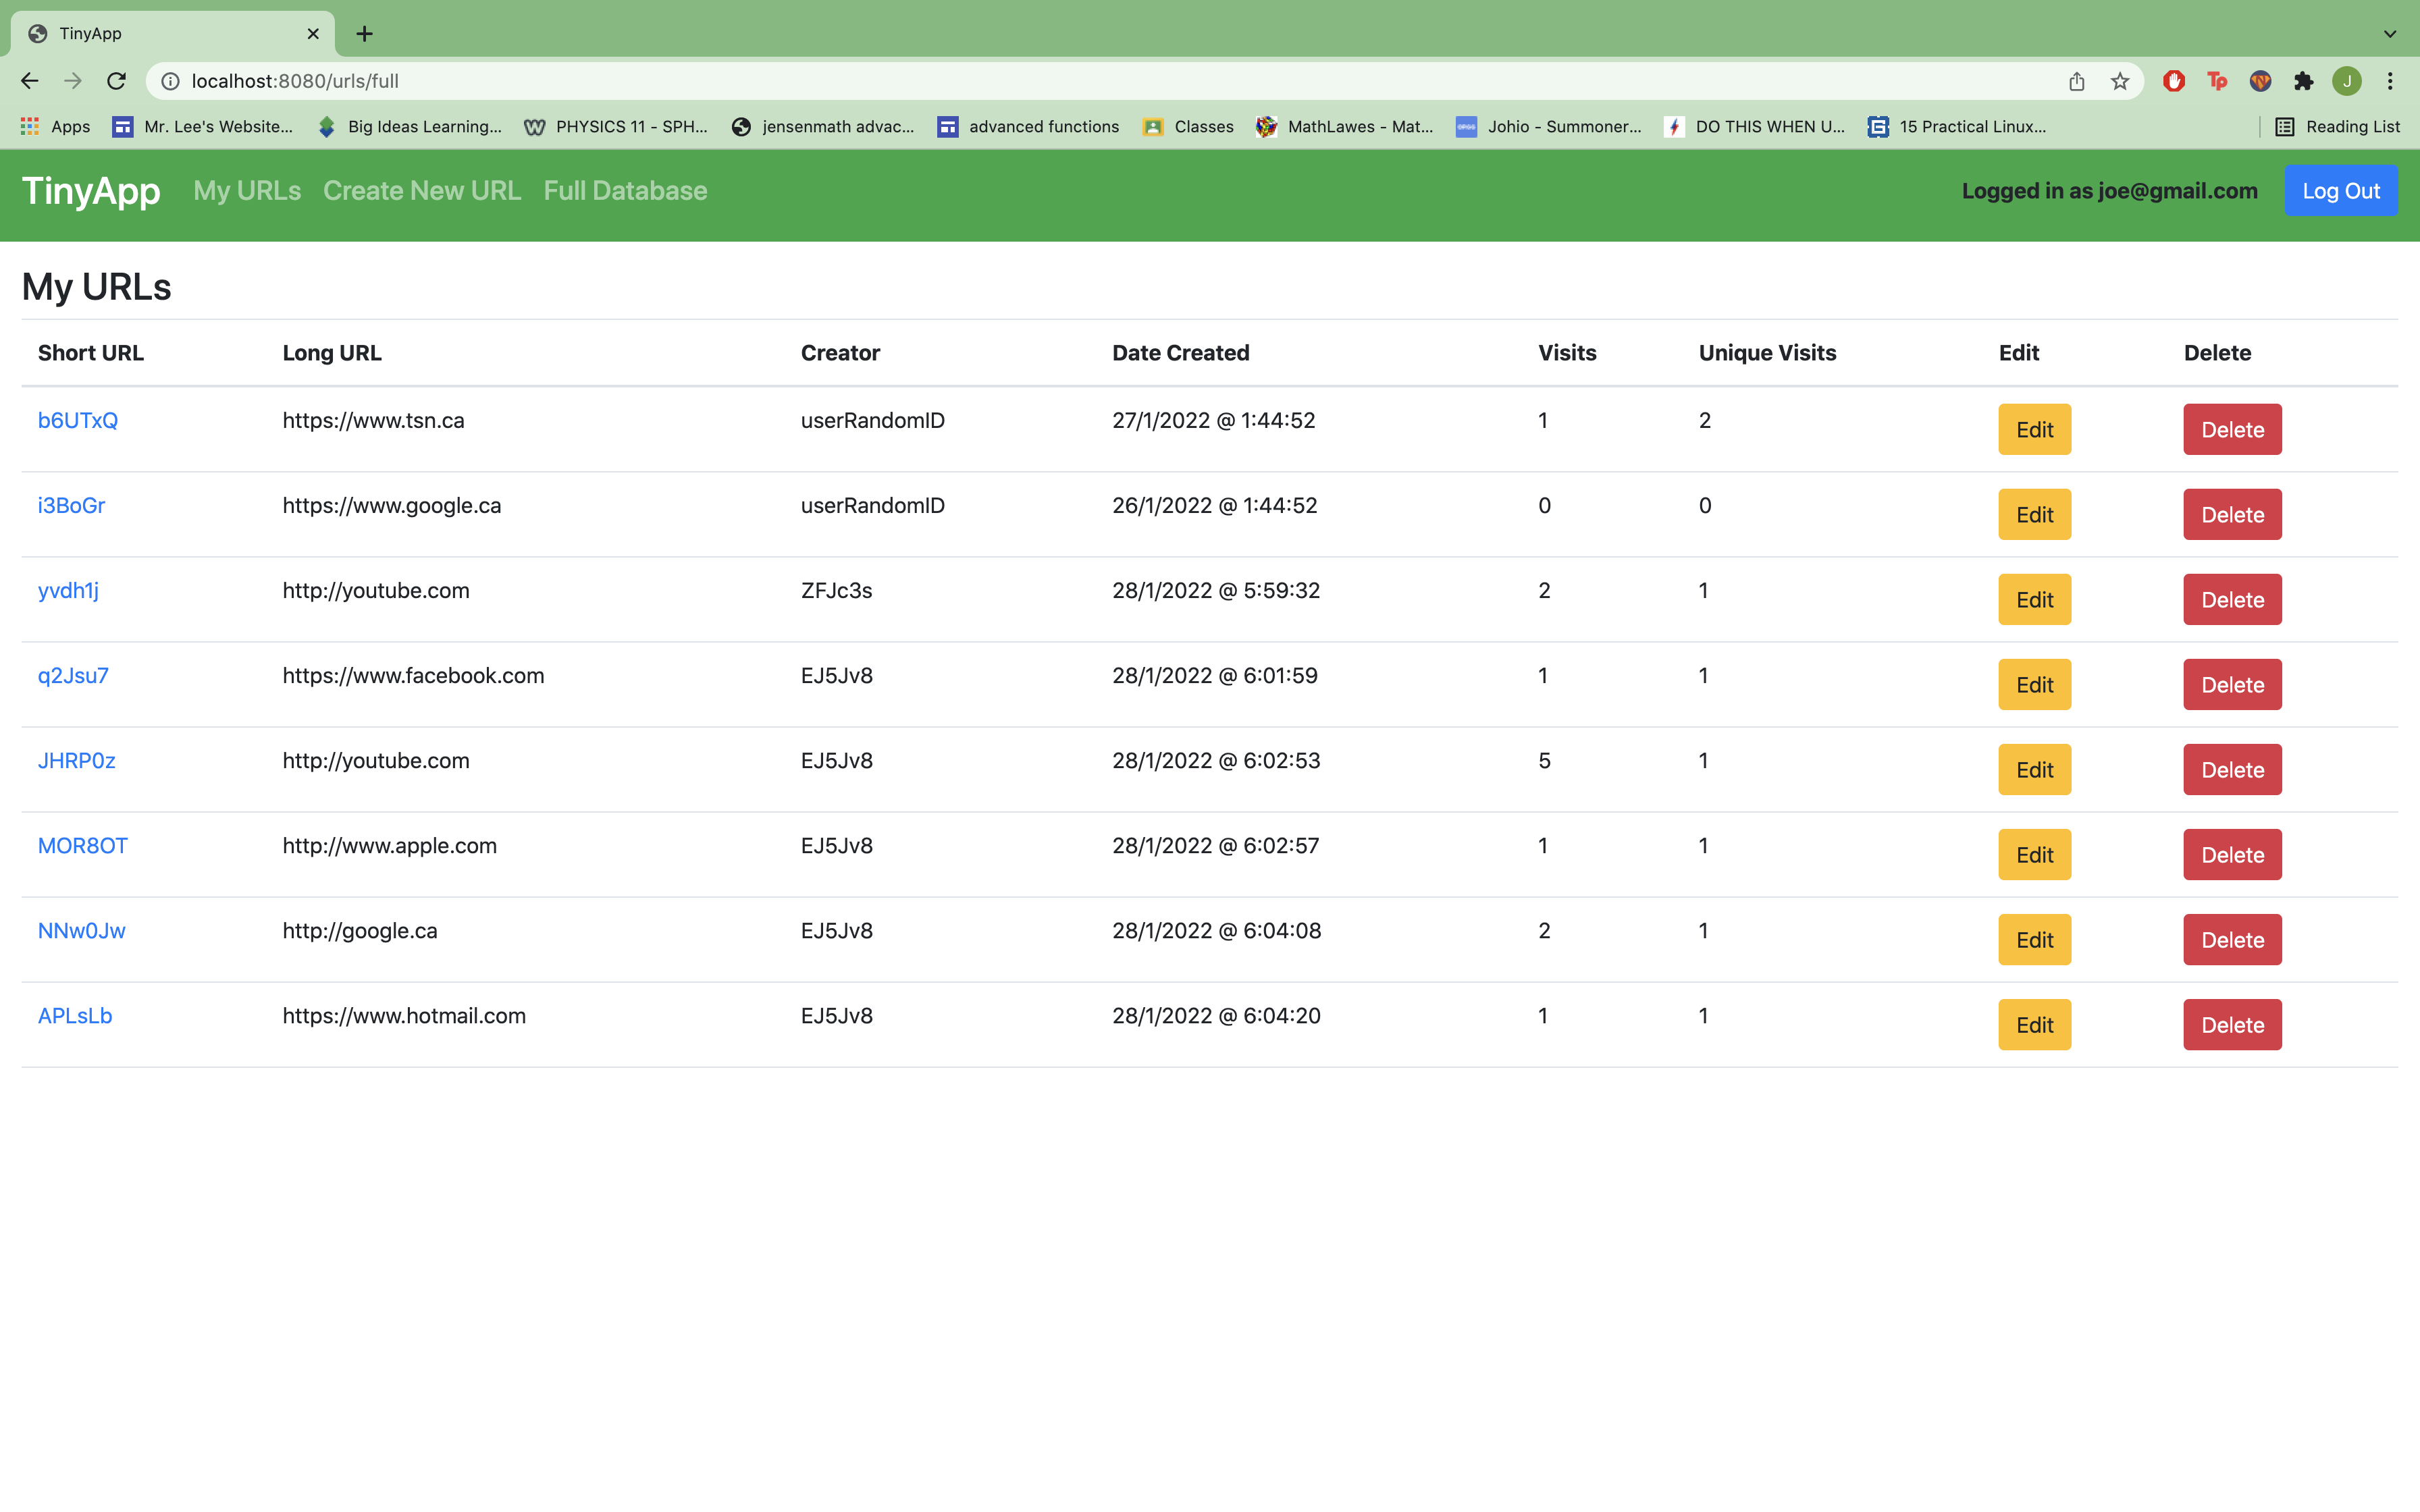 TinyApp
localhost:8080/urls/full
J
Apps Mr. Lee's Website... Big Ideas Learning... PHYSICS 11 - SPH... jensenmath advac... advanced functions Classes MathLawes - Mat... Johio - Summoner... DO THIS WHEN U... 15 Practical Linux... Reading List
TinyApp My URLs Create New URL Full Database Logged in as joe@gmail.com Log Out
My URLs
Short URL Long URL Creator Date Created Visits Unique Visits Edit Delete
b6UTxQ https://www.tsn.ca userRandomID 27/1/2022 @ 1:44:52 1 2 Edit Delete
i3BoGr https://www.google.ca userRandomID 26/1/2022 @ 1:44:52 0 0 Edit Delete
yvdh1j http://youtube.com ZFJc3s 28/1/2022 @ 5:59:32 2 1 Edit Delete
q2Jsu7 https://www.facebook.com EJ5Jv8 28/1/2022 @ 6:01:59 1 1 Edit Delete
JHRP0z http://youtube.com EJ5Jv8 28/1/2022 @ 6:02:53 5 1 Edit Delete
MOR8OT http://www.apple.com EJ5Jv8 28/1/2022 @ 6:02:57 1 1 Edit Delete
NNw0Jw http://google.ca EJ5Jv8 28/1/2022 @ 6:04:08 2 1 Edit Delete
APLsLb https://www.hotmail.com EJ5Jv8 28/1/2022 @ 6:04:20 1 1 Edit Delete